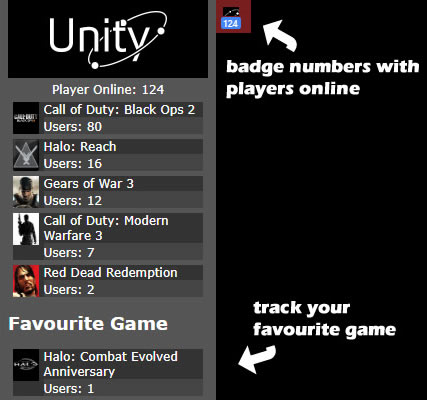 Unity
Player Online: 124
Call of Duty: Black Ops 2
Users: 80
Halo: Reach
Users: 16
Gears of War 3
Users: 12
Call of Duty: Modern
Warfare 3
Users: 7
Red Dead Redemption
Users: 2
Favourite Game
HALO
Halo: Combat Evolved
Anniversary
Users: 1
124
badge numbers with
players online
track your
favourite game